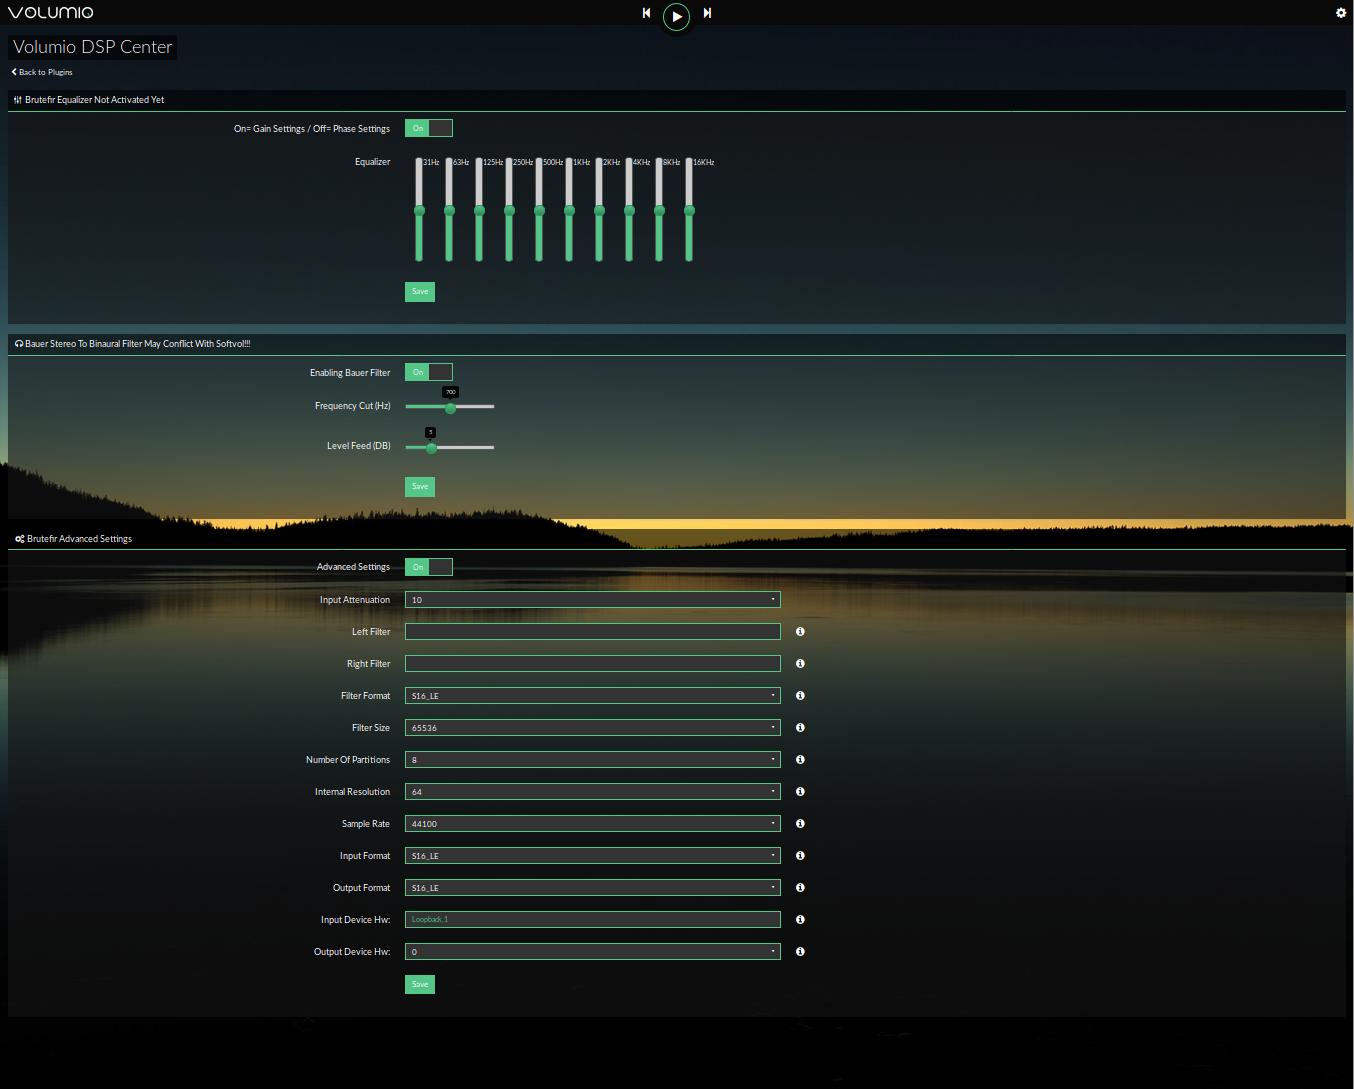 VOLUMIO
Volumio DSP Center
Back to Plugins
Brutefir Equalizer Not Activated Yet
On= Gain Settings / Off= Phase Settings
On
Equalizer
31Hz 63Hz 125Hz 250Hz 500Hz 1KHz 2KHz 4KHz 8KHz 16KHz
Save
Bauer Stereo To Binaural Filter May Conflict With Softvol!!!
Enabling Bauer Filter
On
700
Frequency Cut (Hz)
5
Level Feed (DB)
Save
Brutefir Advanced Settings
Advanced Settings
On
Input Attenuation
10
Left Filter
Right Filter
Filter Format
S16_LE
Filter Size
65536
Number Of Partitions
8
Internal Resolution
64
Sample Rate
44100
Input Format
S16_LE
Output Format
S16_LE
Input Device Hw:
Loopback,1
Output Device Hw:
0
Save